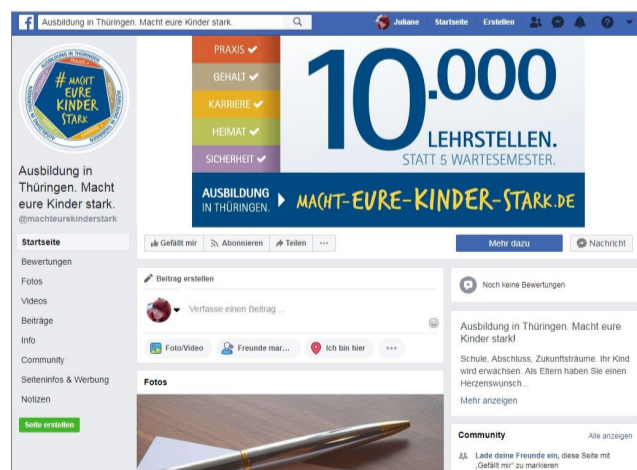 Ausbildung in Thüringen. Macht eure Kinder stark.
Juliane
Startseite
Erstellen
AUSBILDUNG IN THÜRINGEN
# MACHT
EURE
KINDER
STARK
Ausbildung in
Thüringen. Macht
eure Kinder stark.
@machteurekinderstark
Startseite
Bewertungen
Fotos
Videos
Beiträge
Info
Community
Seiteninfos & Werbung
Notizen
Seite erstellen
PRAXIS
GEHALT
KARRIERE
HEIMAT
SICHERHEIT
10.000
LEHRSTELLEN.
STATT 5 WARTESEMESTER.
AUSBILDUNG
IN THÜRINGEN.
MACHT-EURE-KINDER-STARK.DE
Gefällt mir
Abonnieren
Teilen
Mehr dazu
Nachricht
Beitrag erstellen
Verfasse einen Beitrag ...
Foto/Video
Freunde mar...
Ich bin hier
Fotos
Noch keine Bewertungen
Ausbildung in Thüringen. Macht eure
Kinder stark!
Schule, Abschluss, Zukunftsträume. Ihr Kind
wird erwachsen. Als Eltern haben Sie einen
Herzenswunsch...
Mehr anzeigen
Community
Alle anzeigen
Lade deine Freunde ein, diese Seite mit
„Gefällt mir“ zu markieren